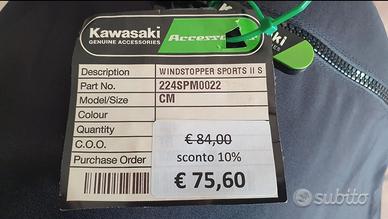 Kawasaki
GENUINE ACCESSORIES
Accesso
Description WINDSTOPPER SPORTS II S
Part No. 224SPM0022
Model/Size CM
Colour
Quantity
C.O.O.
Purchase Order
€ 84,00
sconto 10%
€ 75,60
subito